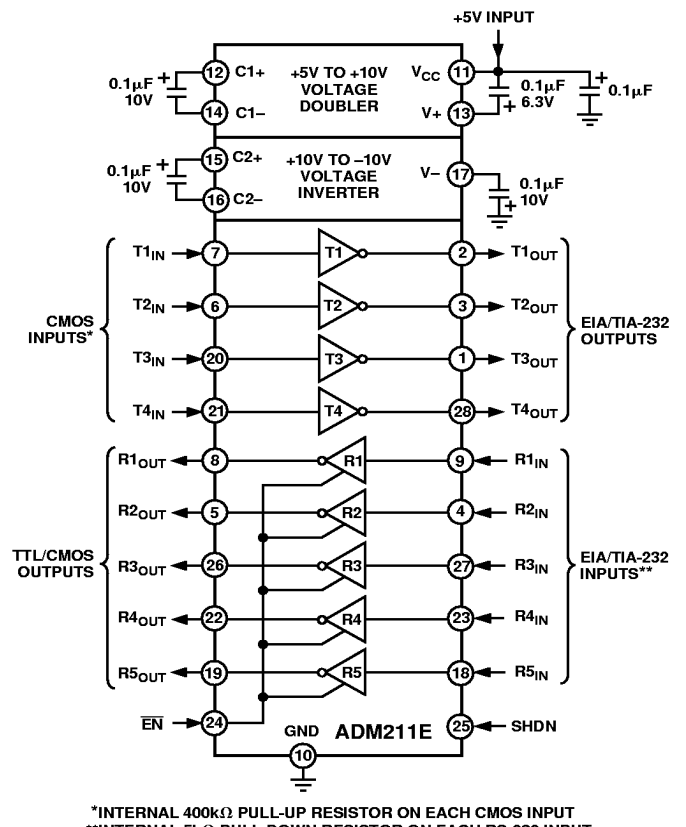 +5V INPUT
12 C1+ +5V TO +10V VCC 11
0.1μF + VOLTAGE 0.1μF + 0.1μF
10V DOUBLER + 6.3V
14 C1– V+ 13
15 C2+ +10V TO –10V
0.1μF + VOLTAGE V– 17
10V INVERTER 0.1μF
16 C2– + 10V
T1IN 7 T1 2 T1OUT
T2IN 6 T2 3 T2OUT
CMOS INPUTS* EIA/TIA-232 OUTPUTS
T3IN 20 T3 1 T3OUT
T4IN 21 T4 28 T4OUT
R1OUT 8 R1 9 R1IN
R2OUT 5 R2 4 R2IN
TTL/CMOS OUTPUTS EIA/TIA-232 INPUTS**
R3OUT 26 R3 27 R3IN
R4OUT 22 R4 23 R4IN
R5OUT 19 R5 18 R5IN
EN 24 GND ADM211E 25 SHDN
10
*INTERNAL 400kΩ PULL-UP RESISTOR ON EACH CMOS INPUT